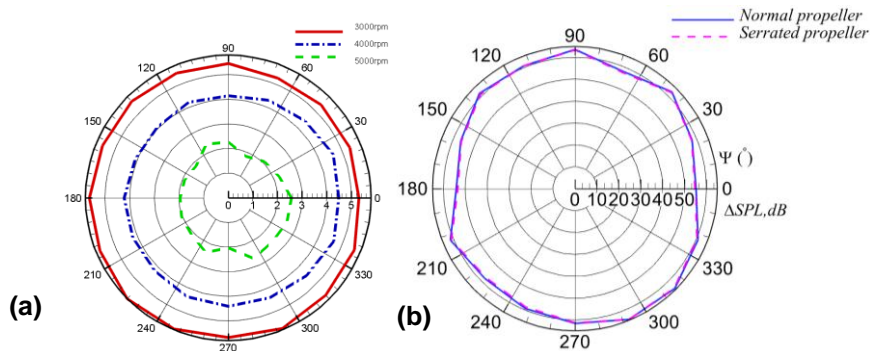 3000rpm
4000rpm
5000rpm
90
120
60
150
30
180
0 1 2 3 4 5
0
210
330
240
300
270
(a)
Normal propeller
Serrated propeller
90
120
60
150
30
Ψ (°)
180
0 10 20 30 40 50
0
ΔSPL,dB
210
330
240
300
270
(b)